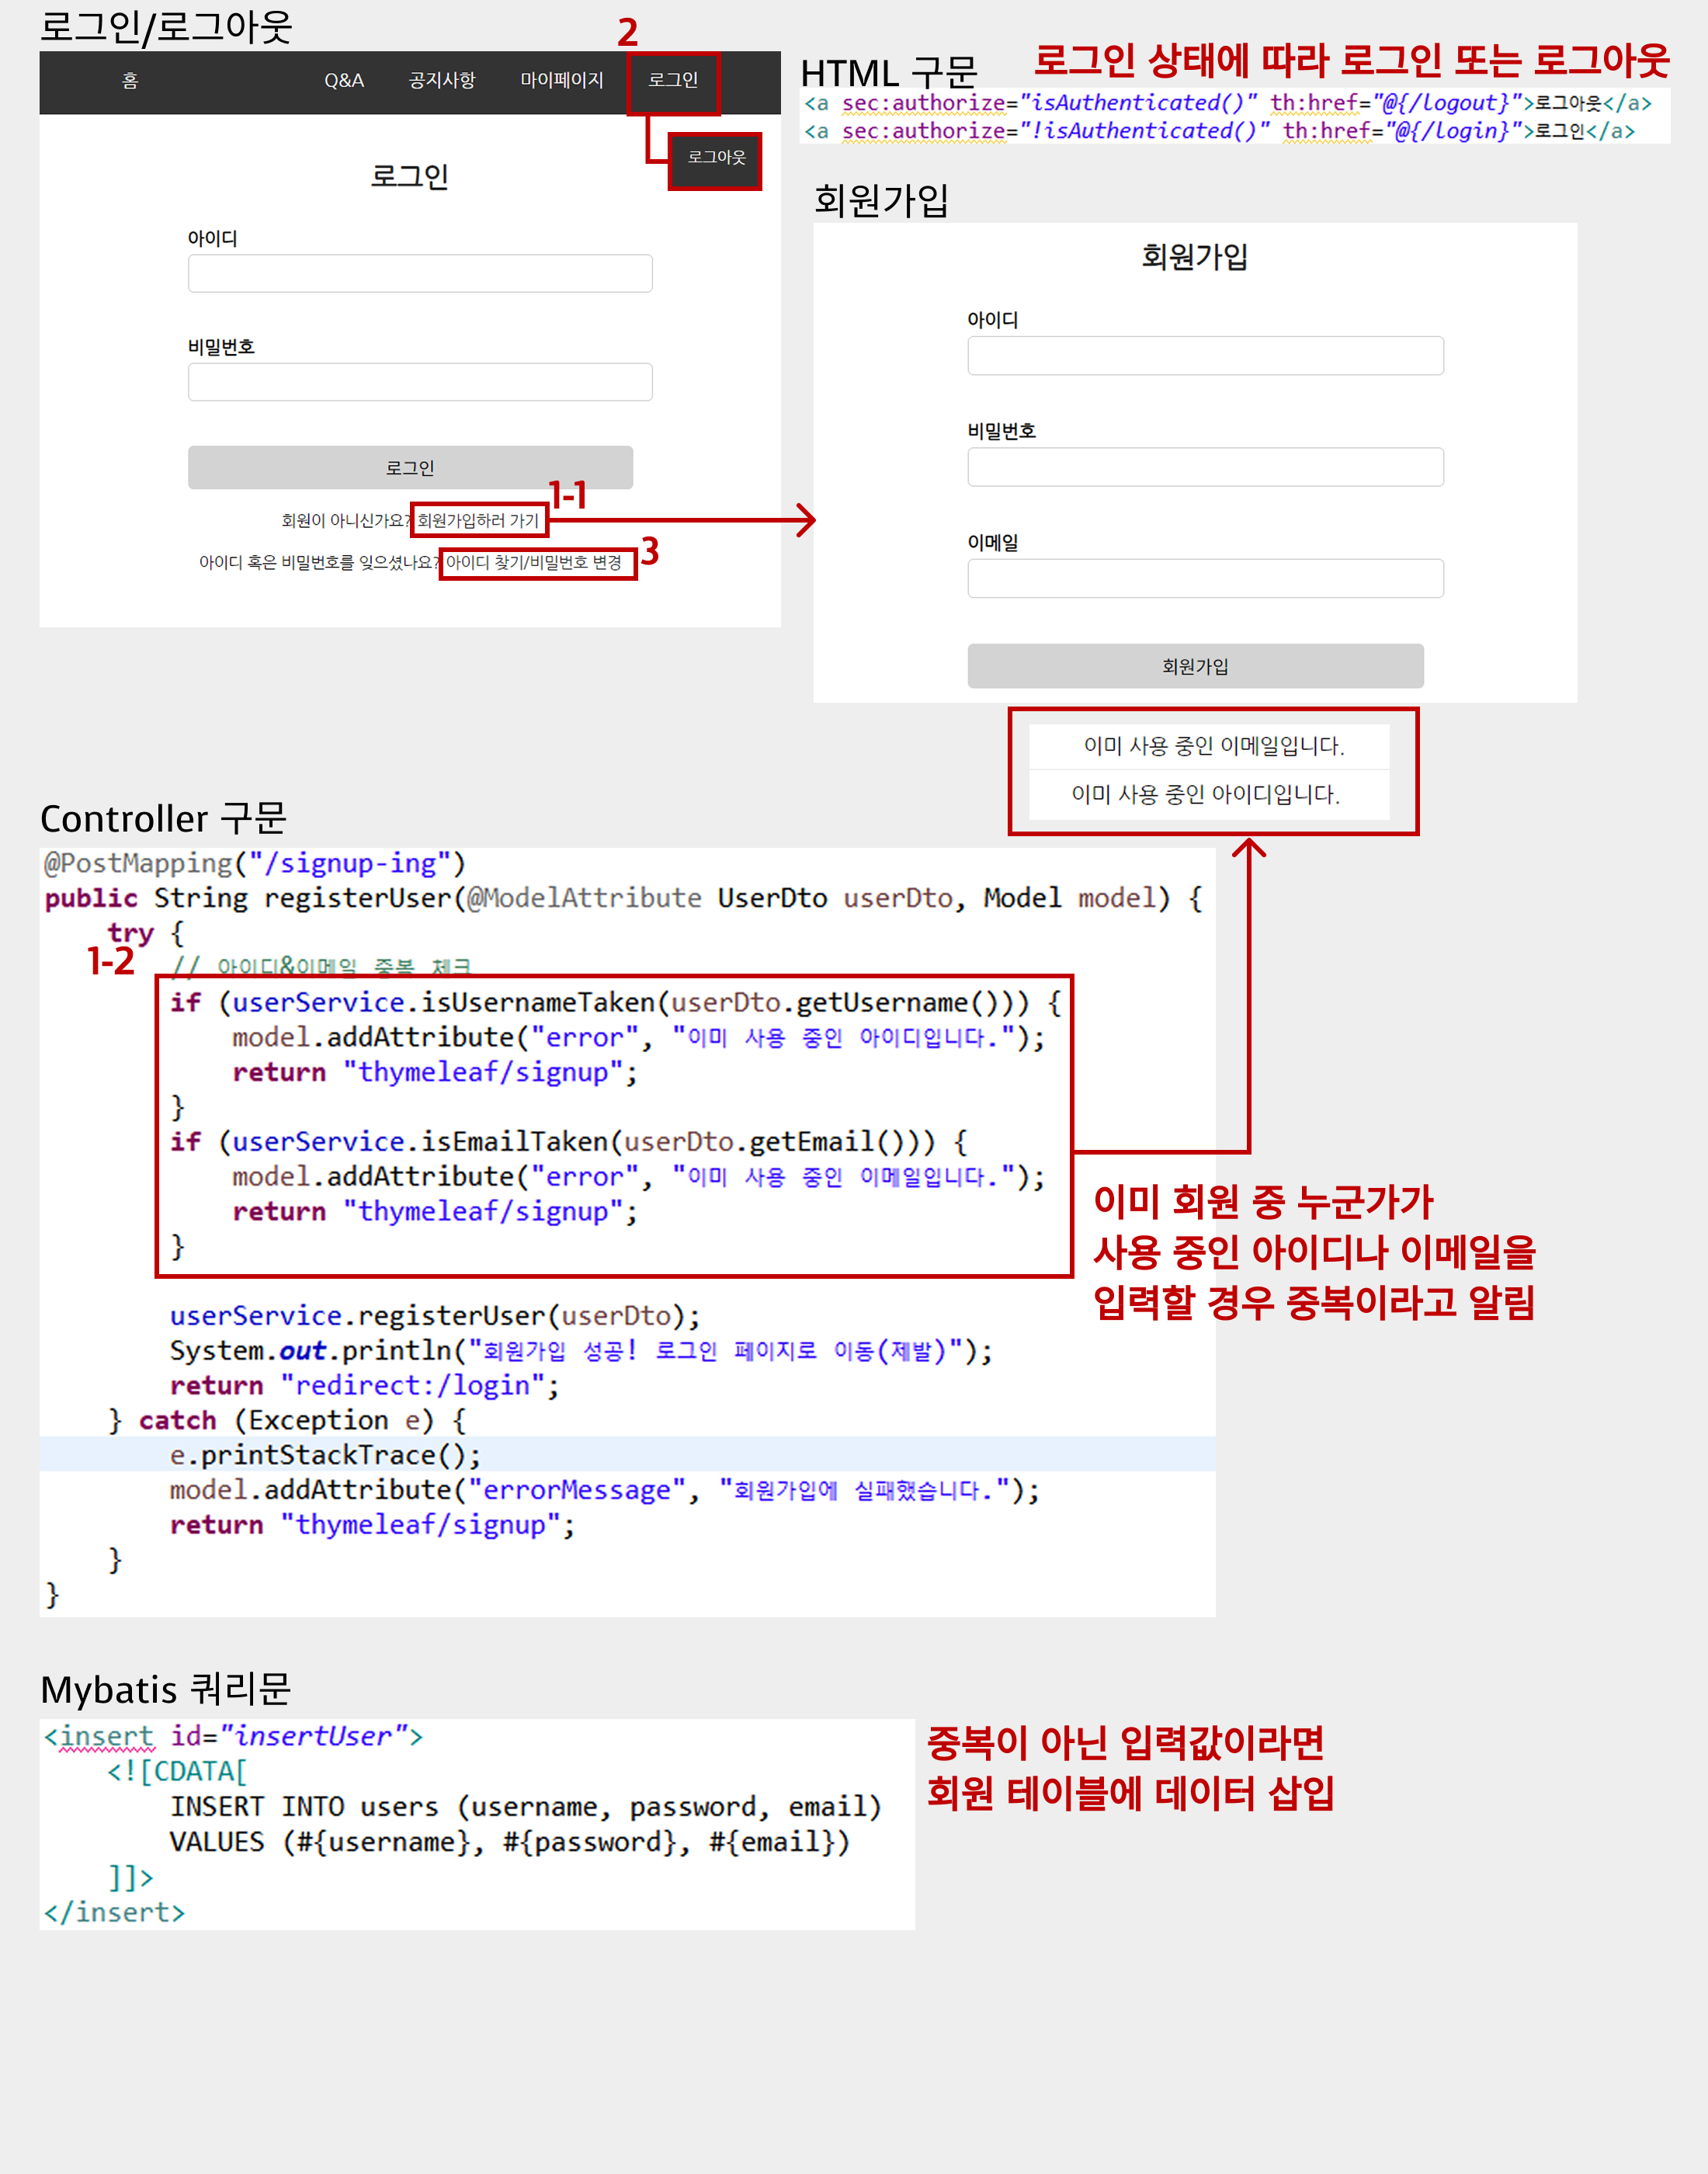 로그인/로그아웃
2
홈 Q&A 공지사항 마이페이지 로그인
로그아웃
로그인
아이디
비밀번호
로그인
1-1
회원이 아니신가요? 회원가입하러 가기
아이디 혹은 비밀번호를 잊으셨나요? 아이디 찾기/비밀번호 변경
3
HTML 구문
로그인 상태에 따라 로그인 또는 로그아웃
<a sec:authorize="isAuthenticated()" th:href="@{/logout}">로그아웃</a>
<a sec:authorize="!isAuthenticated()" th:href="@{/login}">로그인</a>
회원가입
회원가입
아이디
비밀번호
이메일
회원가입
이미 사용 중인 이메일입니다.
이미 사용 중인 아이디입니다.
Controller 구문
@PostMapping("/signup-ing")
public String registerUser(@ModelAttribute UserDto userDto, Model model) {
try {
1-2
// 아이디&이메일 중복 체크
if (userService.isUsernameTaken(userDto.getUsername())) {
model.addAttribute("error", "이미 사용 중인 아이디입니다.");
return "thymeleaf/signup";
}
if (userService.isEmailTaken(userDto.getEmail())) {
model.addAttribute("error", "이미 사용 중인 이메일입니다.");
return "thymeleaf/signup";
}
userService.registerUser(userDto);
System.out.println("회원가입 성공! 로그인 페이지로 이동(제발)");
return "redirect:/login";
} catch (Exception e) {
e.printStackTrace();
model.addAttribute("errorMessage", "회원가입에 실패했습니다.");
return "thymeleaf/signup";
}
}
이미 회원 중 누군가가
사용 중인 아이디나 이메일을
입력할 경우 중복이라고 알림
Mybatis 쿼리문
<insert id="insertUser">
<![CDATA[
INSERT INTO users (username, password, email)
VALUES (#{username}, #{password}, #{email})
]]>
</insert>
중복이 아닌 입력값이라면
회원 테이블에 데이터 삽입